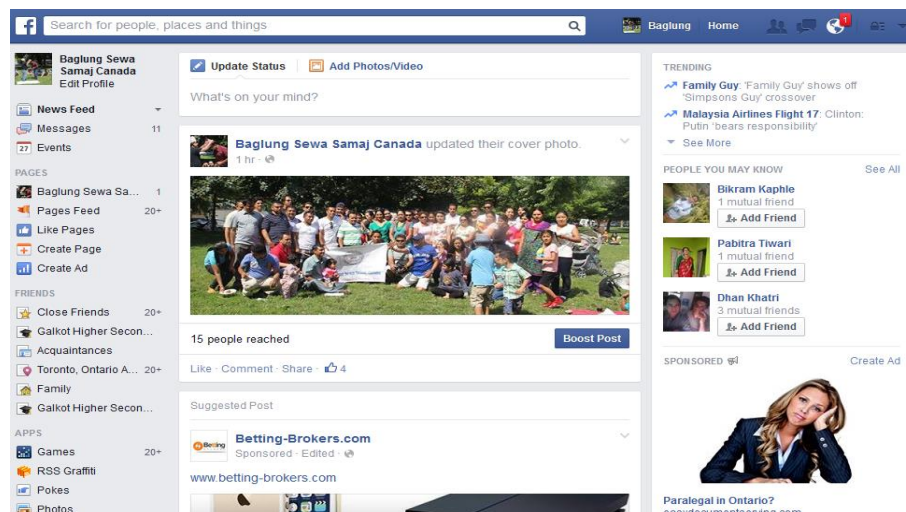 f
Search for people, places and things
Baglung Home 1
Baglung Sewa
Samaj Canada
Edit Profile
News Feed
Messages 11
27 Events
PAGES
Baglung Sewa Sa... 1
Pages Feed 20+
Like Pages
Create Page
Create Ad
FRIENDS
Close Friends 20+
Galkot Higher Secon...
Acquaintances
Toronto, Ontario A... 20+
Family
Galkot Higher Secon...
APPS
Games 20+
RSS Graffiti
Pokes
Photos
Update Status Add Photos/Video
What's on your mind?
Baglung Sewa Samaj Canada updated their cover photo.
1 hr ·
15 people reached Boost Post
Like · Comment · Share · 4
Suggested Post
Betting
Betting-Brokers.com
Sponsored · Edited ·
www.betting-brokers.com
TRENDING
Family Guy: 'Family Guy' shows off
'Simpsons Guy' crossover
Malaysia Airlines Flight 17: Clinton:
Putin 'bears responsibility'
See More
PEOPLE YOU MAY KNOW See All
Bikram Kaphle
1 mutual friend
Add Friend
Pabitra Tiwari
1 mutual friend
Add Friend
Dhan Khatri
3 mutual friends
Add Friend
SPONSORED Create Ad
Paralegal in Ontario?